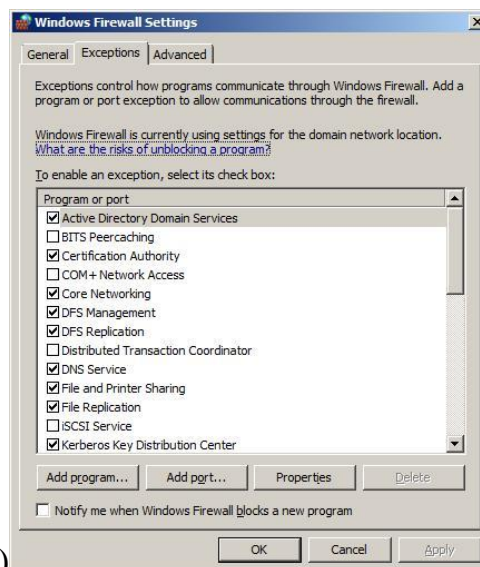 Windows Firewall Settings
General Exceptions Advanced
Exceptions control how programs communicate through Windows Firewall. Add a
program or port exception to allow communications through the firewall.
Windows Firewall is currently using settings for the domain network location.
What are the risks of unblocking a program?
To enable an exception, select its check box:
Program or port
Active Directory Domain Services
BITS Peercaching
Certification Authority
COM+ Network Access
Core Networking
DFS Management
DFS Replication
Distributed Transaction Coordinator
DNS Service
File and Printer Sharing
File Replication
iSCSI Service
Kerberos Key Distribution Center
Add program... Add port... Properties Delete
Notify me when Windows Firewall blocks a new program
) OK Cancel Apply